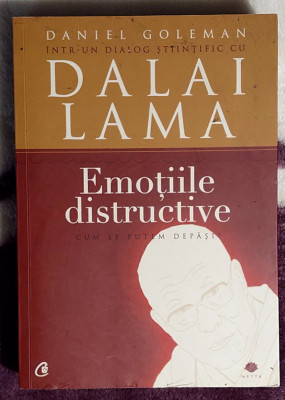 DANIEL GOLEMAN
ÎNTR-UN DIALOG ȘTIINȚIFIC CU
DALAI
LAMA
Emoțiile
distructive
CUM LE PUTEM DEPĂȘI?